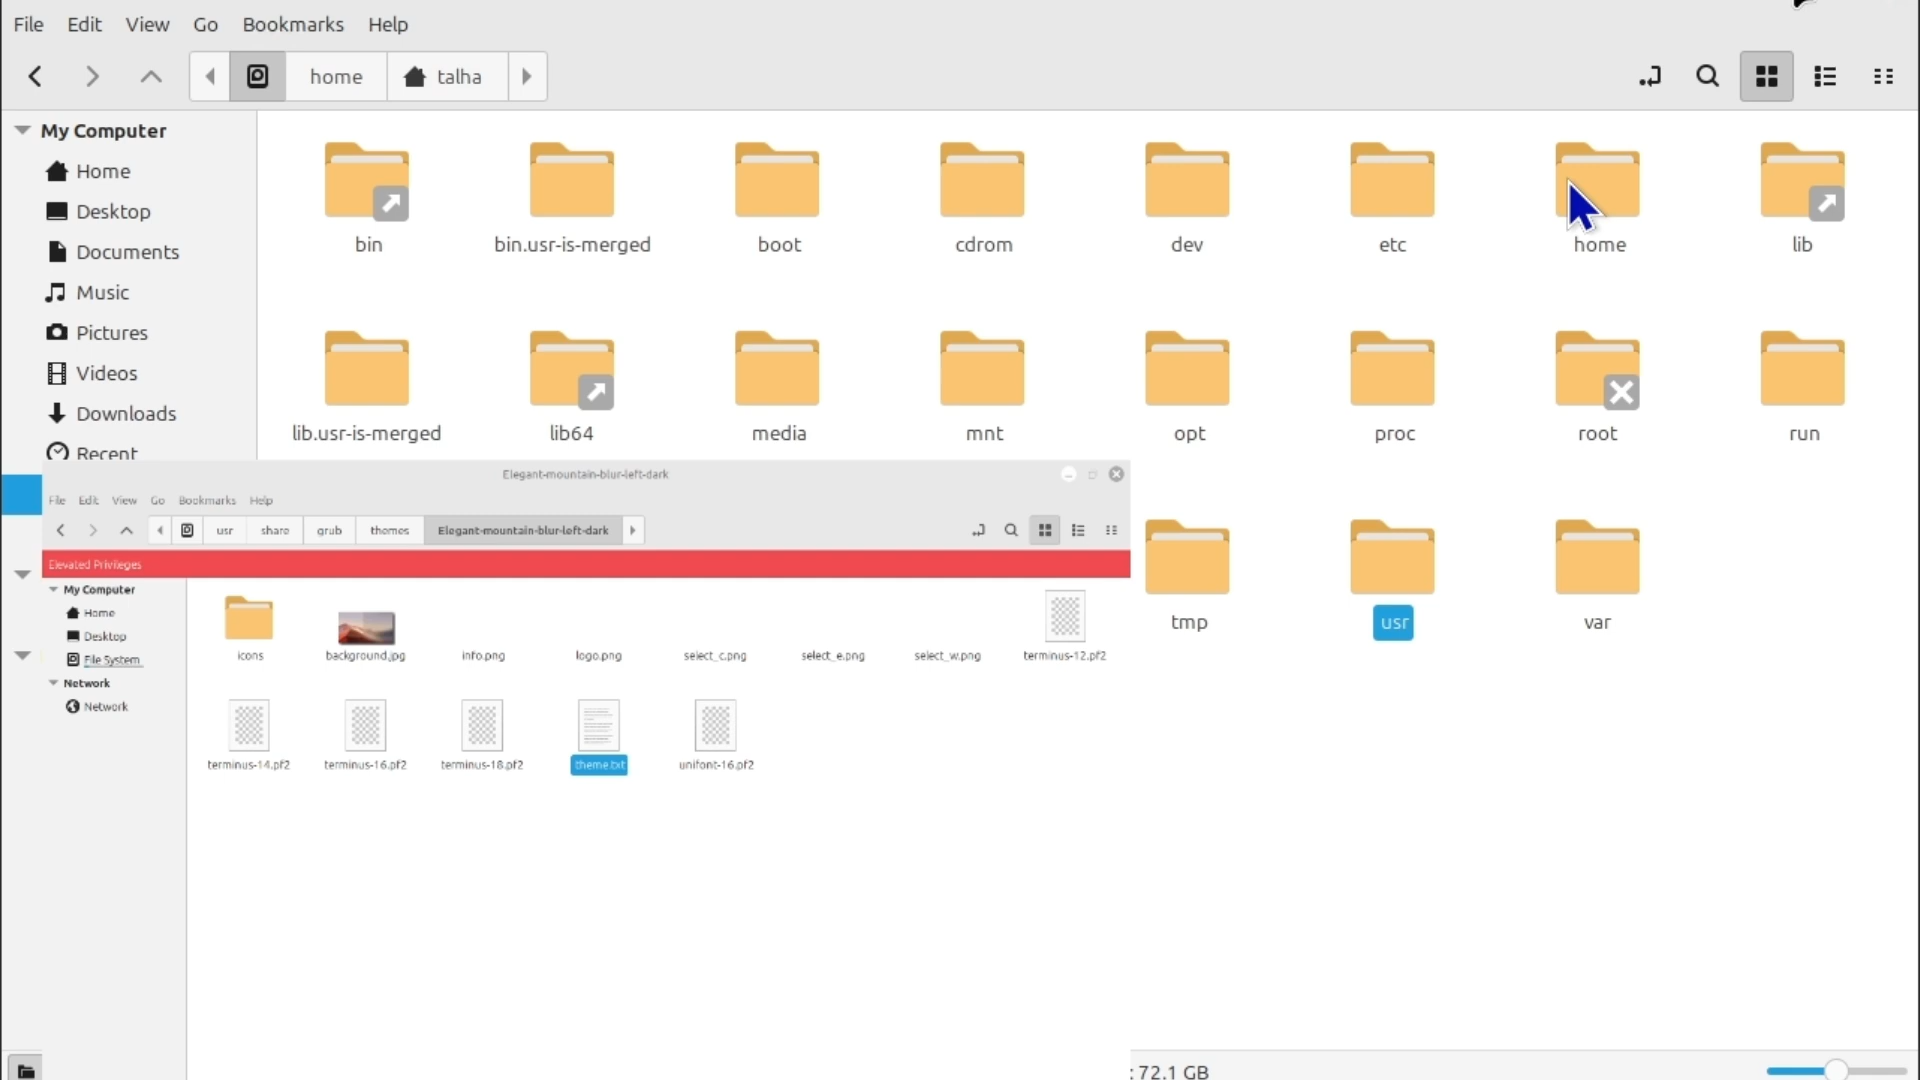 File Edit View Go Bookmarks Help
home talha
My Computer
Home
Desktop
Documents
Music
Pictures
Videos
Downloads
Recent
bin bin.usr-is-merged boot cdrom dev etc home lib
lib.usr-is-merged lib64 media mnt opt proc root run
tmp usr var
: 72.1 GB
Elegant-mountain-blur-left-dark
File Edit View Go Bookmarks Help
usr share grub themes Elegant-mountain-blur-left-dark
Elevated Privileges
My Computer
Home
Desktop
File System
Network
Network
icons background.jpg info.png logo.png select_c.png select_e.png select_w.png terminus-12.pf2
terminus-14.pf2 terminus-16.pf2 terminus-18.pf2 theme.txt unifont-16.pf2